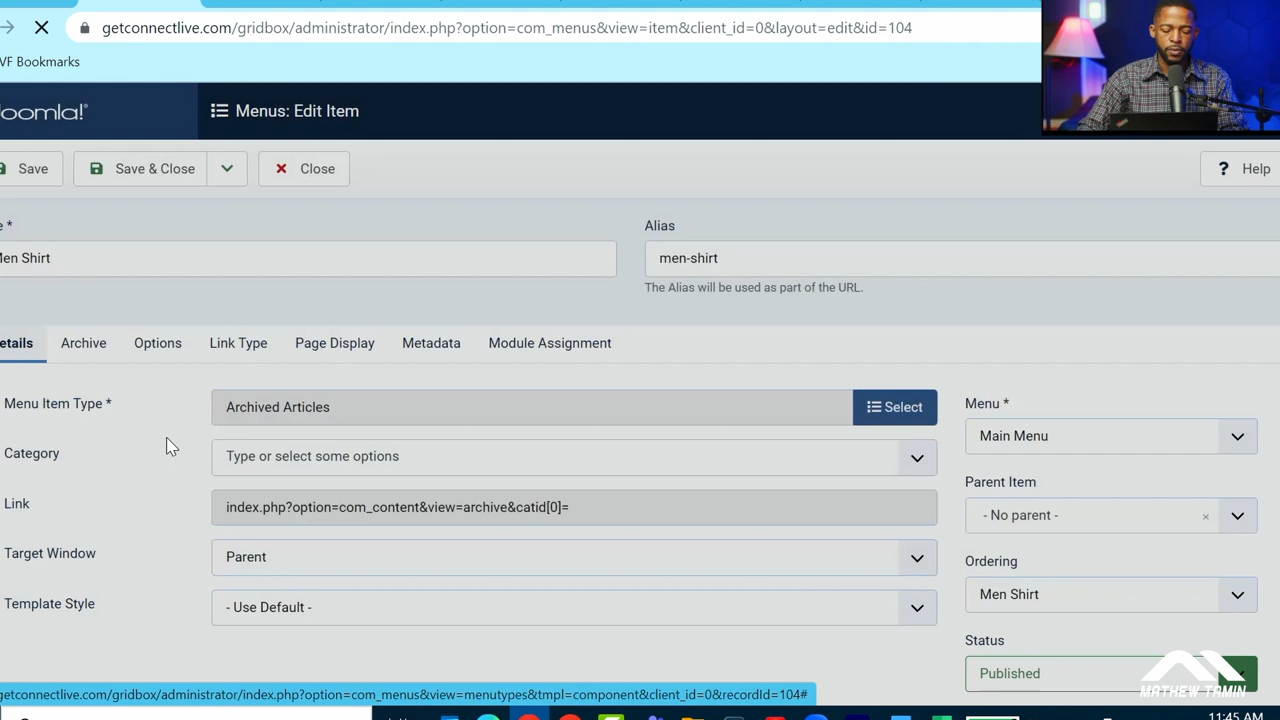 getconnectlive.com/gridbox/administrator/index.php?option=com_menus&view=item&client_id=0&layout=edit&id=104
VF Bookmarks
oomla!®
Menus: Edit Item
Save
Save & Close
Close
? Help
e *
Alias
Men Shirt
men-shirt
The Alias will be used as part of the URL.
etails
Archive
Options
Link Type
Page Display
Metadata
Module Assignment
Menu Item Type *
Archived Articles
Select
Menu *
Main Menu
Category
Type or select some options
Parent Item
Link
index.php?option=com_content&view=archive&catid[0]=
- No parent -
Target Window
Parent
Ordering
Men Shirt
Template Style
- Use Default -
Status
Published
MATHEW TAMIN
getconnectlive.com/gridbox/administrator/index.php?option=com_menus&view=menutypes&tmpl=component&client_id=0&recordId=104#
11:45 AM